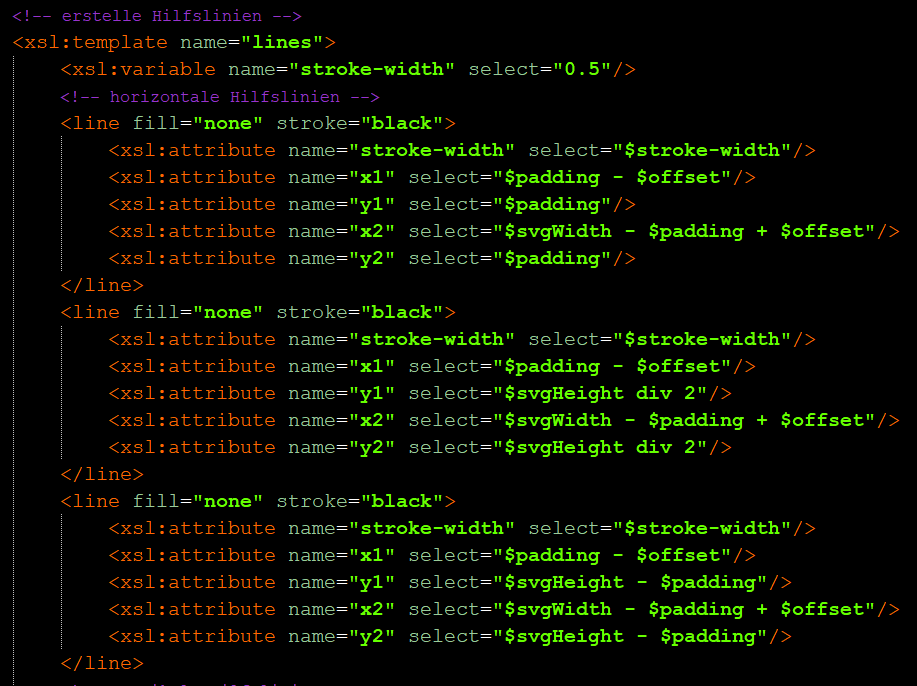 <!-- erstelle Hilfslinien -->
<xsl:template name="lines">
<xsl:variable name="stroke-width" select="0.5"/>
<!-- horizontale Hilfslinien -->
<line fill="none" stroke="black">
<xsl:attribute name="stroke-width" select="$stroke-width"/>
<xsl:attribute name="x1" select="$padding - $offset"/>
<xsl:attribute name="y1" select="$padding"/>
<xsl:attribute name="x2" select="$svgWidth - $padding + $offset"/>
<xsl:attribute name="y2" select="$padding"/>
</line>
<line fill="none" stroke="black">
<xsl:attribute name="stroke-width" select="$stroke-width"/>
<xsl:attribute name="x1" select="$padding - $offset"/>
<xsl:attribute name="y1" select="$svgHeight div 2"/>
<xsl:attribute name="x2" select="$svgWidth - $padding + $offset"/>
<xsl:attribute name="y2" select="$svgHeight div 2"/>
</line>
<line fill="none" stroke="black">
<xsl:attribute name="stroke-width" select="$stroke-width"/>
<xsl:attribute name="x1" select="$padding - $offset"/>
<xsl:attribute name="y1" select="$svgHeight - $padding"/>
<xsl:attribute name="x2" select="$svgWidth - $padding + $offset"/>
<xsl:attribute name="y2" select="$svgHeight - $padding"/>
</line>